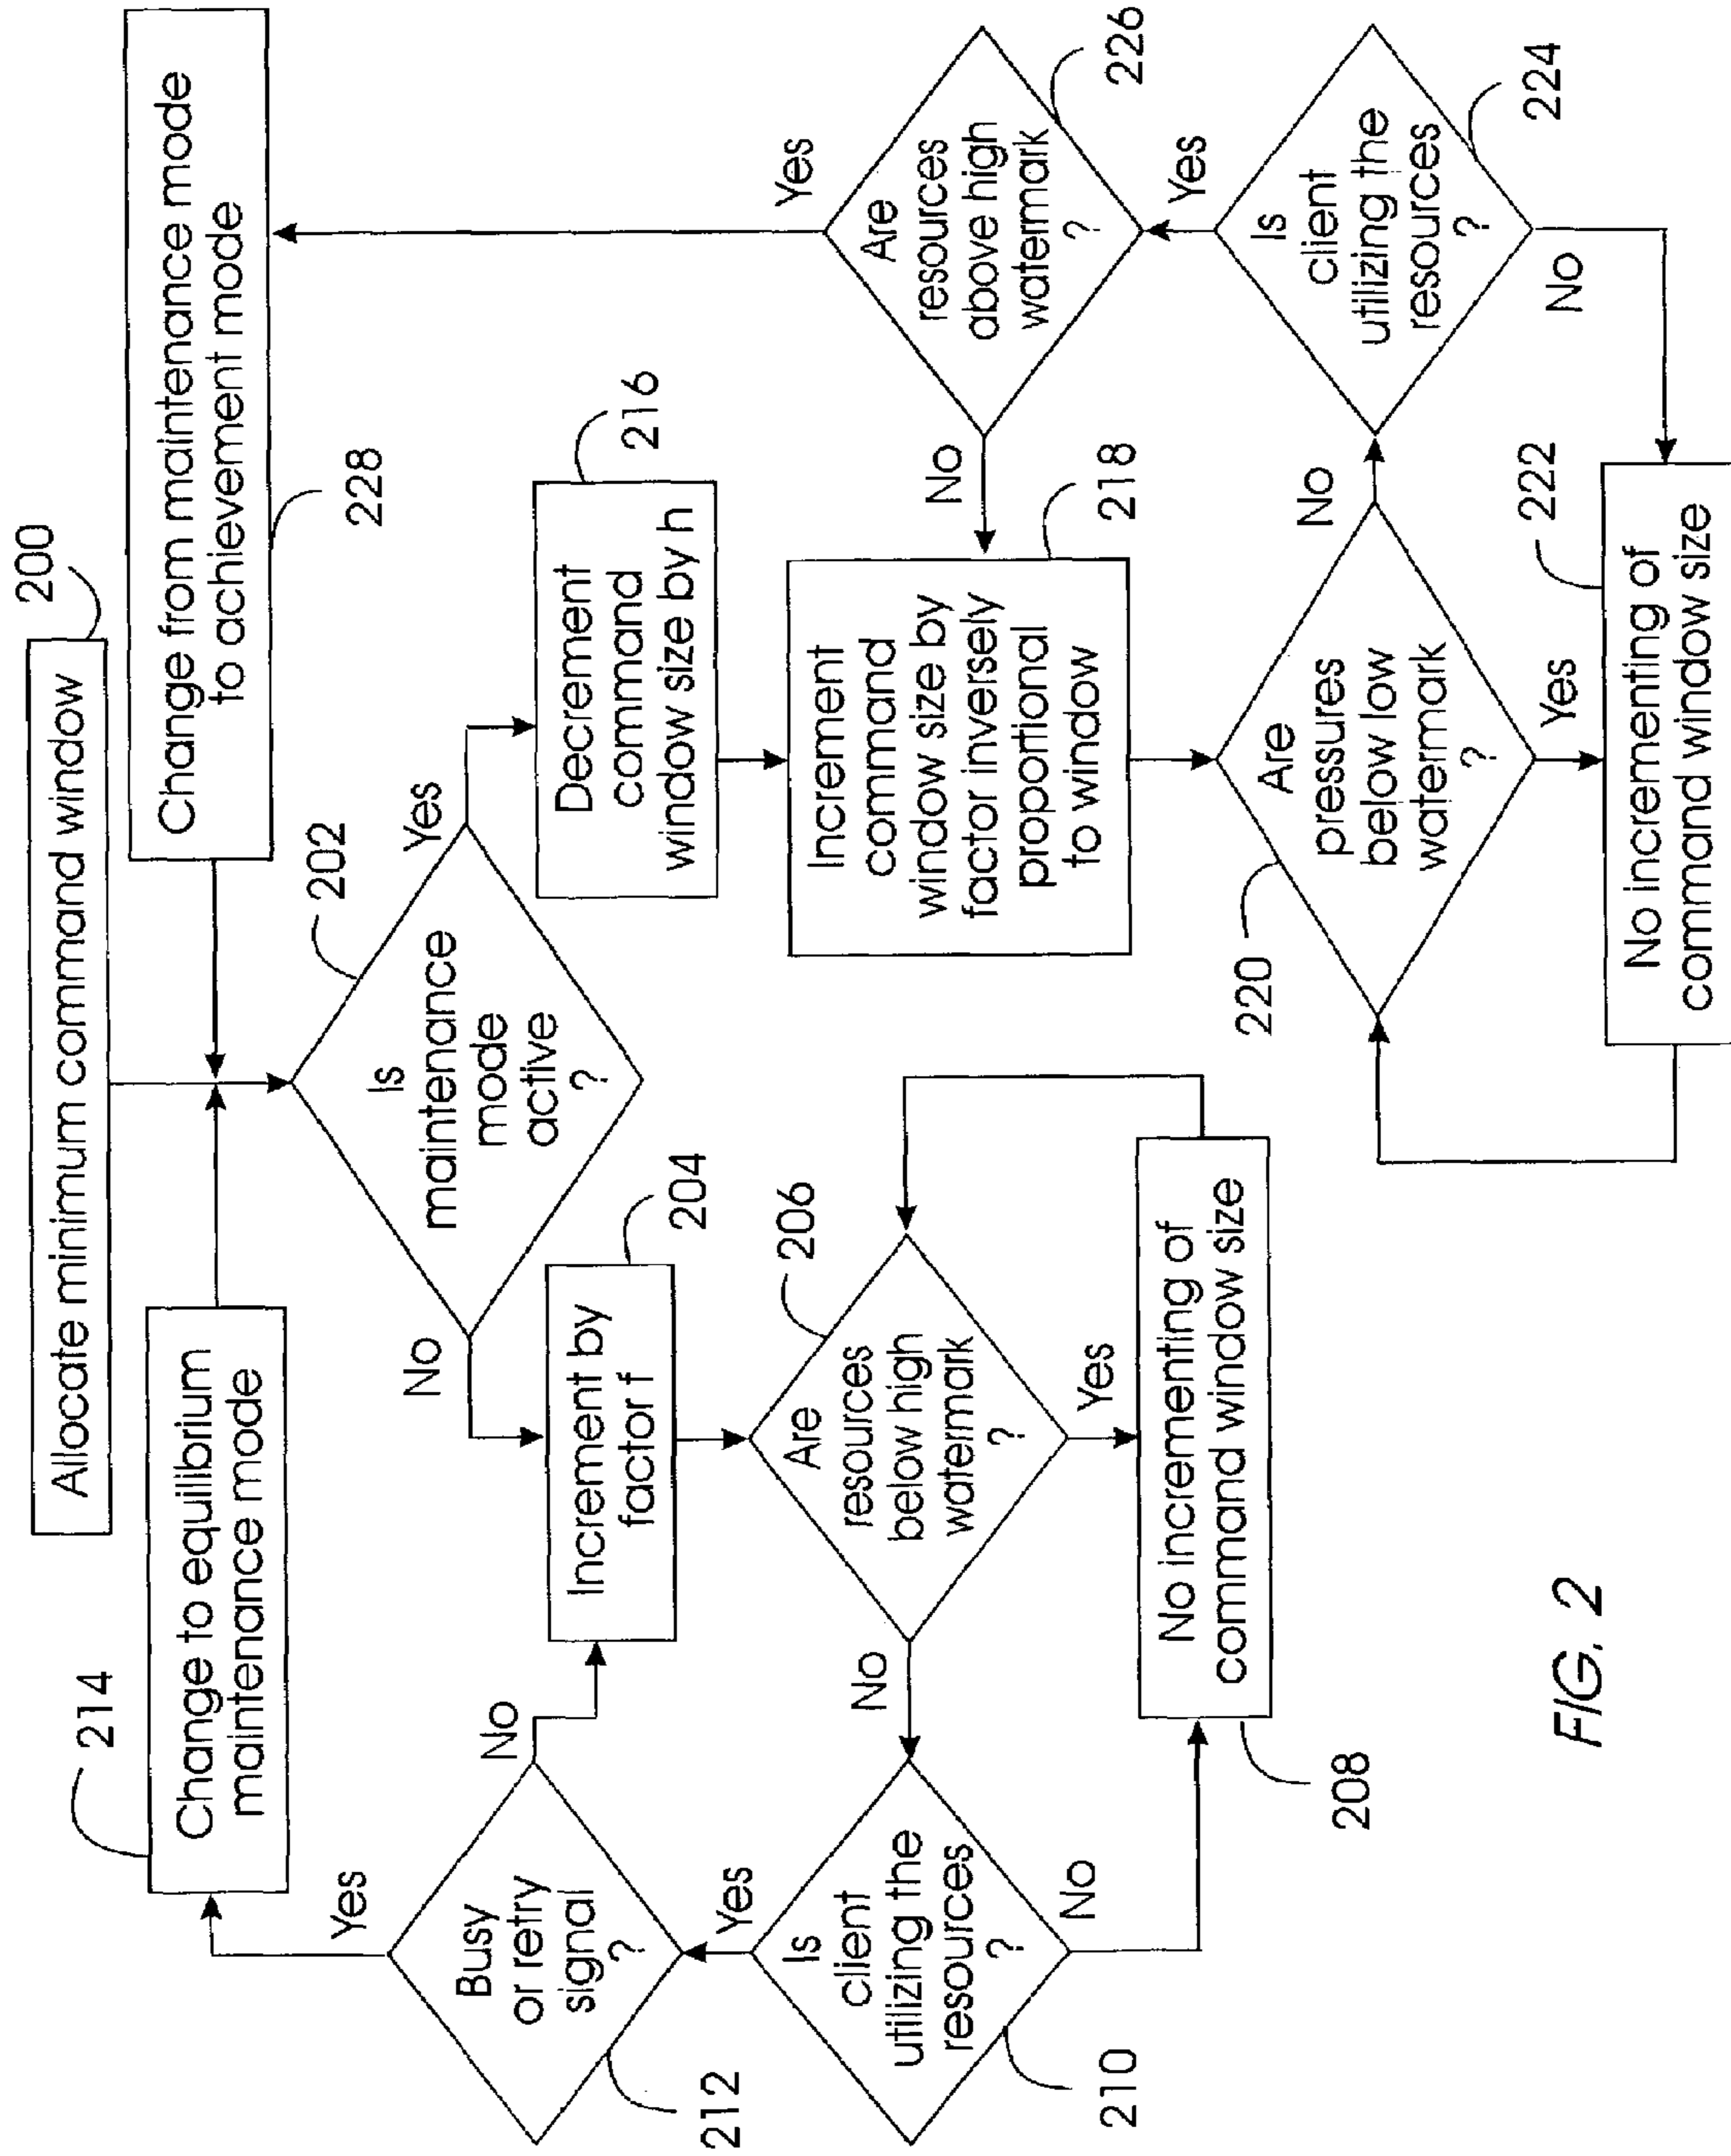 Allocate minimum command window
200
Change from maintenance mode
to achievement mode
228
214
Change to equilibrium
maintenance mode
202
Is
maintenance
mode
active
?
No
Yes
204
Increment by
factor f
216
Decrement
command
window size by h
218
Increment
command
window size by
factor inversely
proportional
to window
206
Are
resources
below high
watermark
?
No
Yes
208
No incrementing of
command window size
210
Is
client
utilizing the
resources
?
Yes
No
212
Busy
or retry
signal
?
Yes
No
220
Are
pressures
below low
watermark
?
No
Yes
222
No incrementing of
command window size
224
Is
client
utilizing the
resources
?
Yes
No
226
Are
resources
above high
watermark
?
Yes
No
FIG. 2